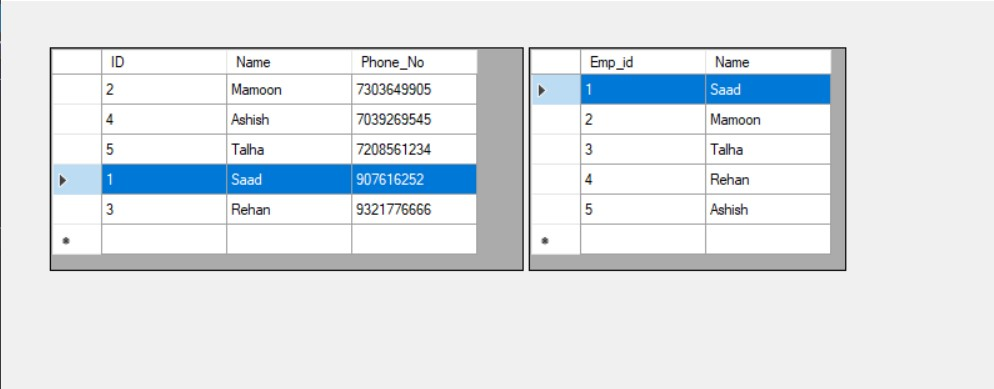 ID Name Phone_No
2 Mamoon 7303649905
4 Ashish 7039269545
5 Talha 7208561234
1 Saad 907616252
3 Rehan 9321776666
Emp_id Name
1 Saad
2 Mamoon
3 Talha
4 Rehan
5 Ashish